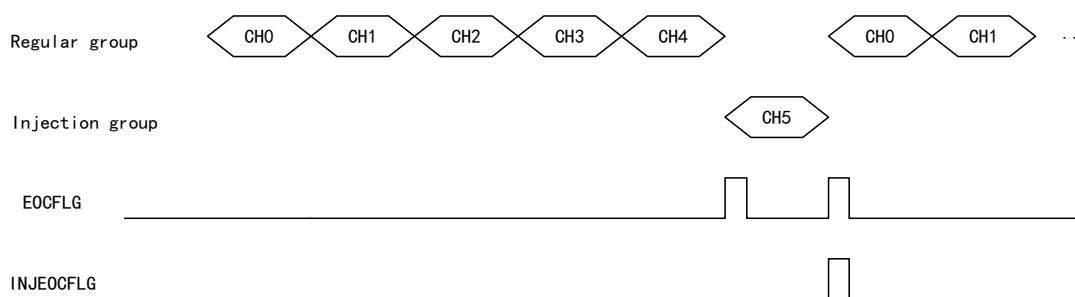 Regular group CH0 CH1 CH2 CH3 CH4 CH0 CH1 ..
Injection group CH5
EOCFLG
INJEOCFLG